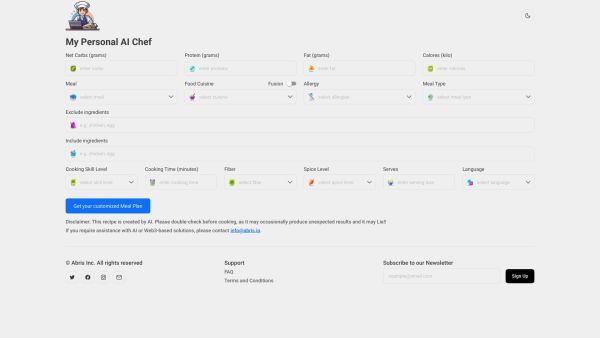 My Personal AI Chef
Net Carbs (grams) Protein (grams) Fat (grams) Calores (kilo)
enter carbs enter proteins enter fat enter calories
Meal Food Cuisine Fusion Allergy Meal Type
select meal select cuisine select allergies select meal type
Exclude ingredients
e.g. chicken, egg
Include ingredients
e.g. chicken, egg
Cooking Skill Level Cooking Time (minutes) Fiber Spice Level Serves Language
select skill level enter cooking time select fiber select spice level enter serving size select language
Get your customized Meal Plan
Disclaimer: This recipe is created by AI. Please double-check before cooking, as it may occasionally produce unexpected results and it may Lie!!
If you require assistance with AI or Web3-based solutions, please contact info@abris.io
© Abris Inc. All rights reserved Support Subscribe to our Newsletter
FAQ
example@email.com Sign Up
Terms and Conditions